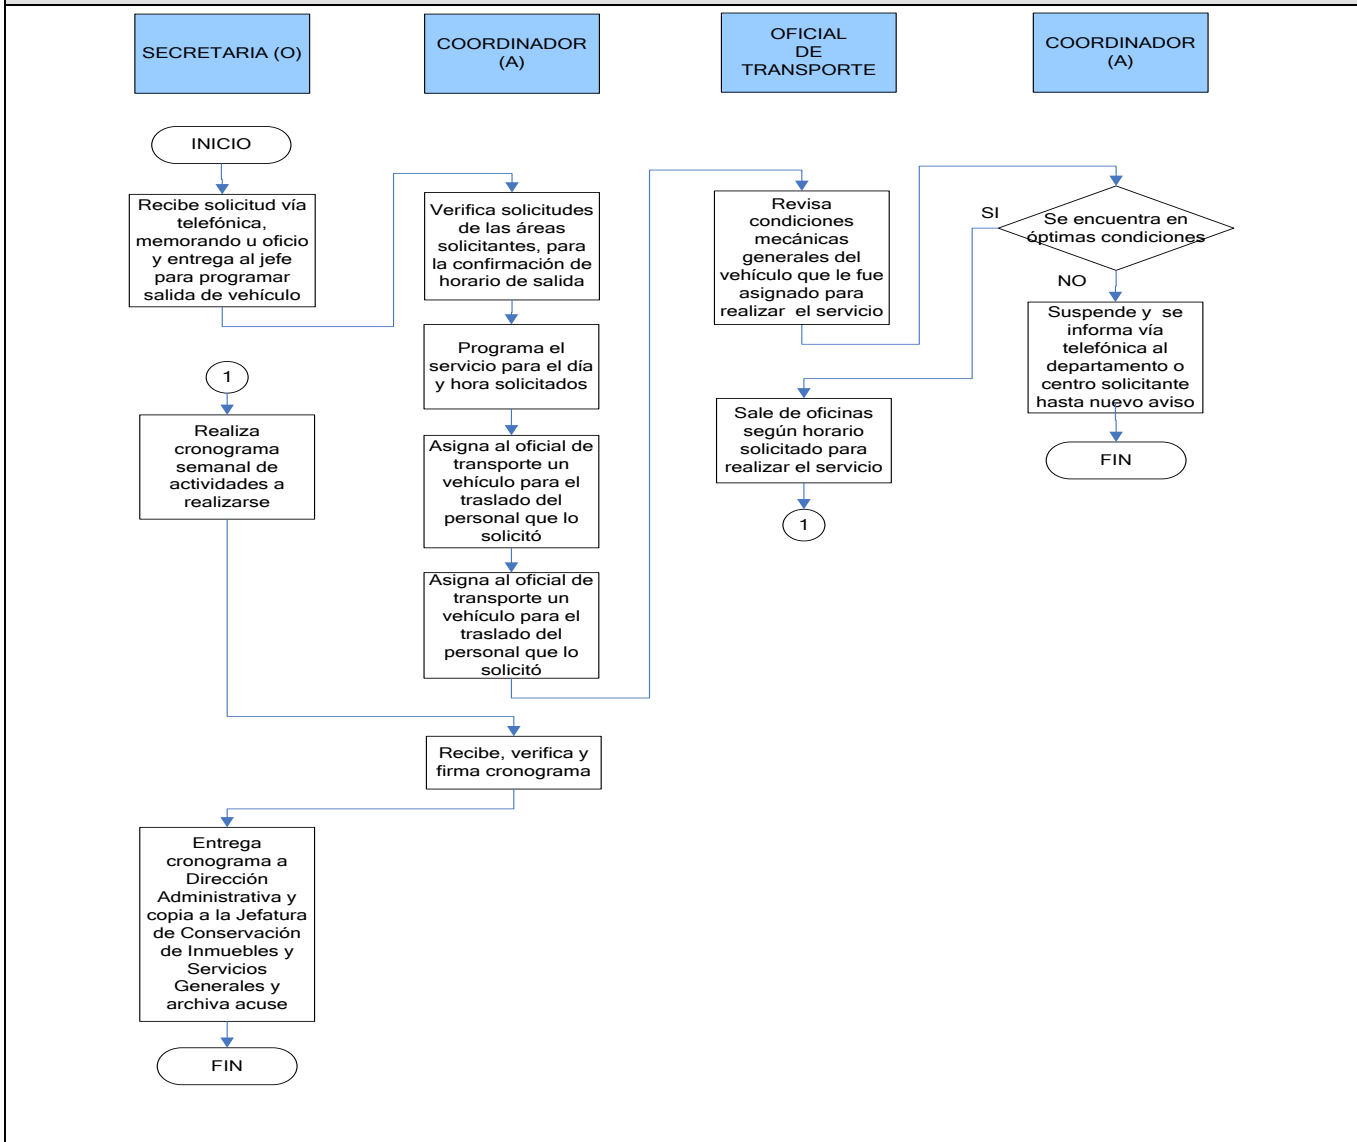 SECRETARIA (O)
COORDINADOR
(A)
OFICIAL
DE
TRANSPORTE
COORDINADOR
(A)
INICIO
Recibe solicitud vía
telefónica,
memorando u oficio
y entrega al jefe
para programar
salida de vehículo
Verifica solicitudes
de las áreas
solicitantes, para
la confirmación de
horario de salida
Programa el
servicio para el día
y hora solicitados
Asigna al oficial de
transporte un
vehículo para el
traslado del
personal que lo
solicitó
Asigna al oficial de
transporte un
vehículo para el
traslado del
personal que lo
solicitó
Revisa
condiciones
mecánicas
generales del
vehículo que le fue
asignado para
realizar el servicio
SI
Se encuentra en
óptimas condiciones
NO
Suspende y se
informa vía
telefónica al
departamento o
centro solicitante
hasta nuevo aviso
FIN
Sale de oficinas
según horario
solicitado para
realizar el servicio
1
1
Realiza
cronograma
semanal de
actividades a
realizarse
Recibe, verifica y
firma cronograma
Entrega
cronograma a
Dirección
Administrativa y
copia a la Jefatura
de Conservación
de Inmuebles y
Servicios
Generales y
archiva acuse
FIN